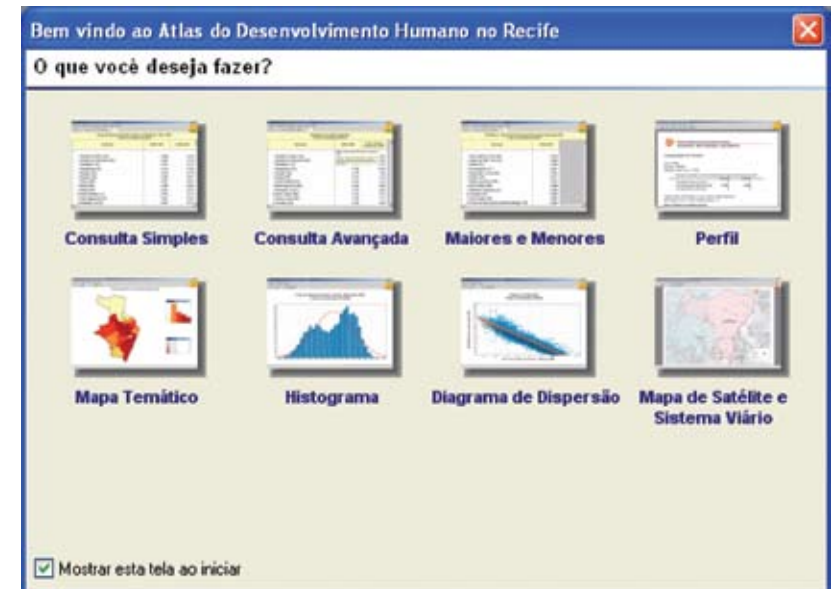 Bem vindo ao Atlas do Desenvolvimento Humano no Recife
O que você deseja fazer?
Consulta Simples
Consulta Avançada
Maiores e Menores
Perfil
Mapa Temático
Histograma
Diagrama de Dispersão
Mapa de Satélite e
Sistema Viário
Mostrar esta tela ao iniciar